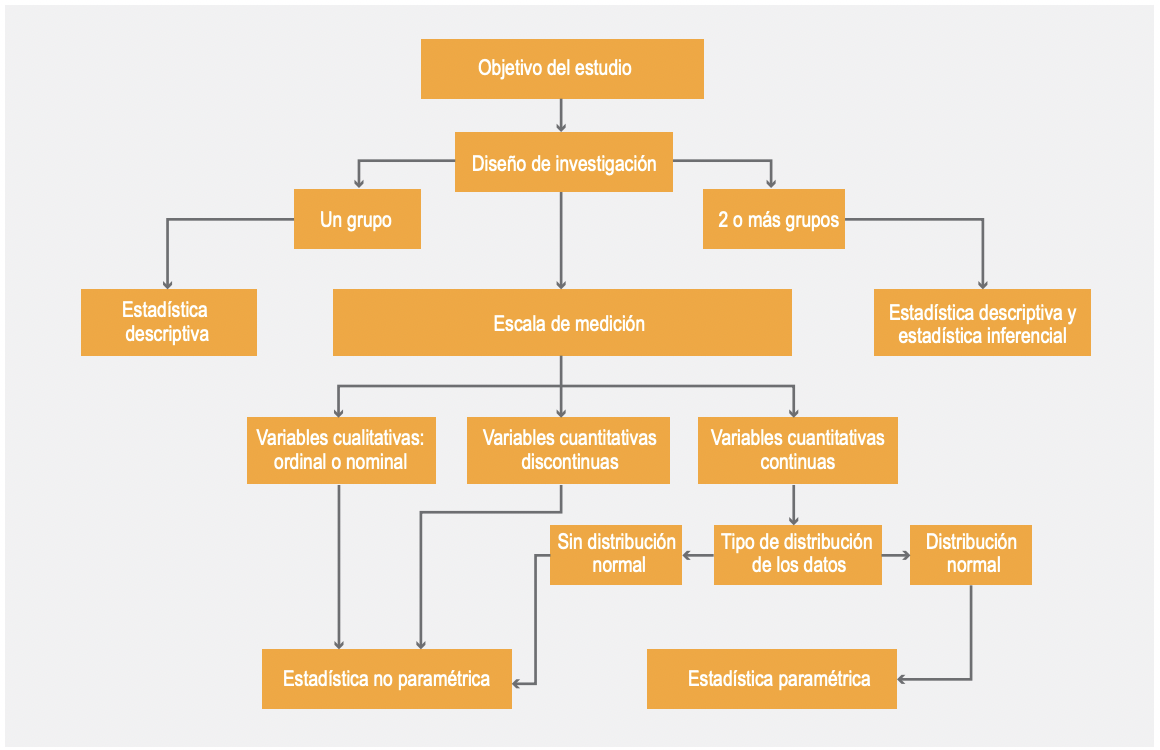 Objetivo del estudio
Diseño de investigación
Un grupo
2 o más grupos
Estadística
descriptiva
Escala de medición
Estadística descriptiva y
estadística inferencial
Variables cualitativas:
ordinal o nominal
Variables cuantitativas
discontinuas
Variables cuantitativas
continuas
Sin distribución
normal
Tipo de distribución
de los datos
Distribución
normal
Estadística no paramétrica
Estadística paramétrica